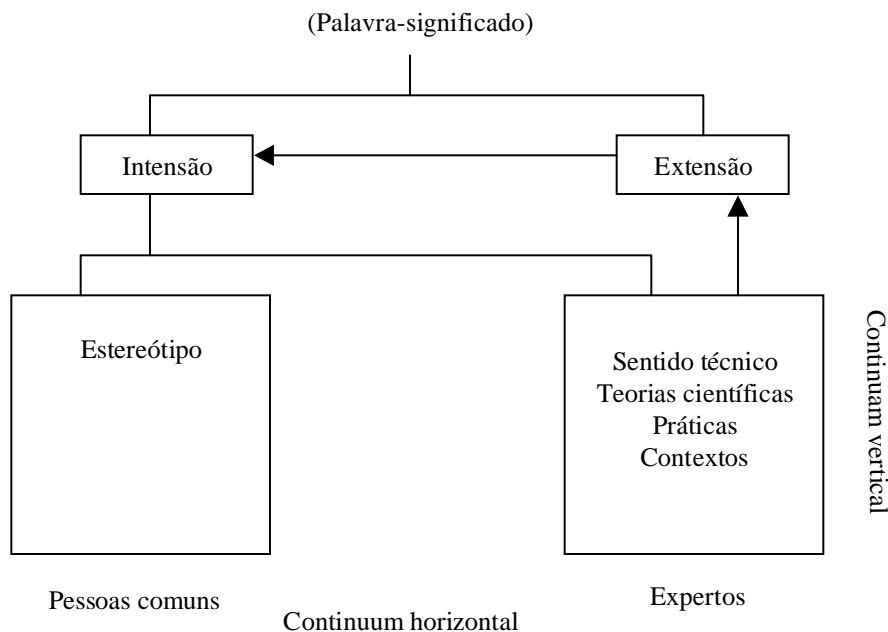 (Palavra-significado)
Intensão
Extensão
Estereótipo
Sentido técnico
Teorias científicas
Práticas
Contextos
Continuam vertical
Pessoas comuns
Expertos
Continuum horizontal